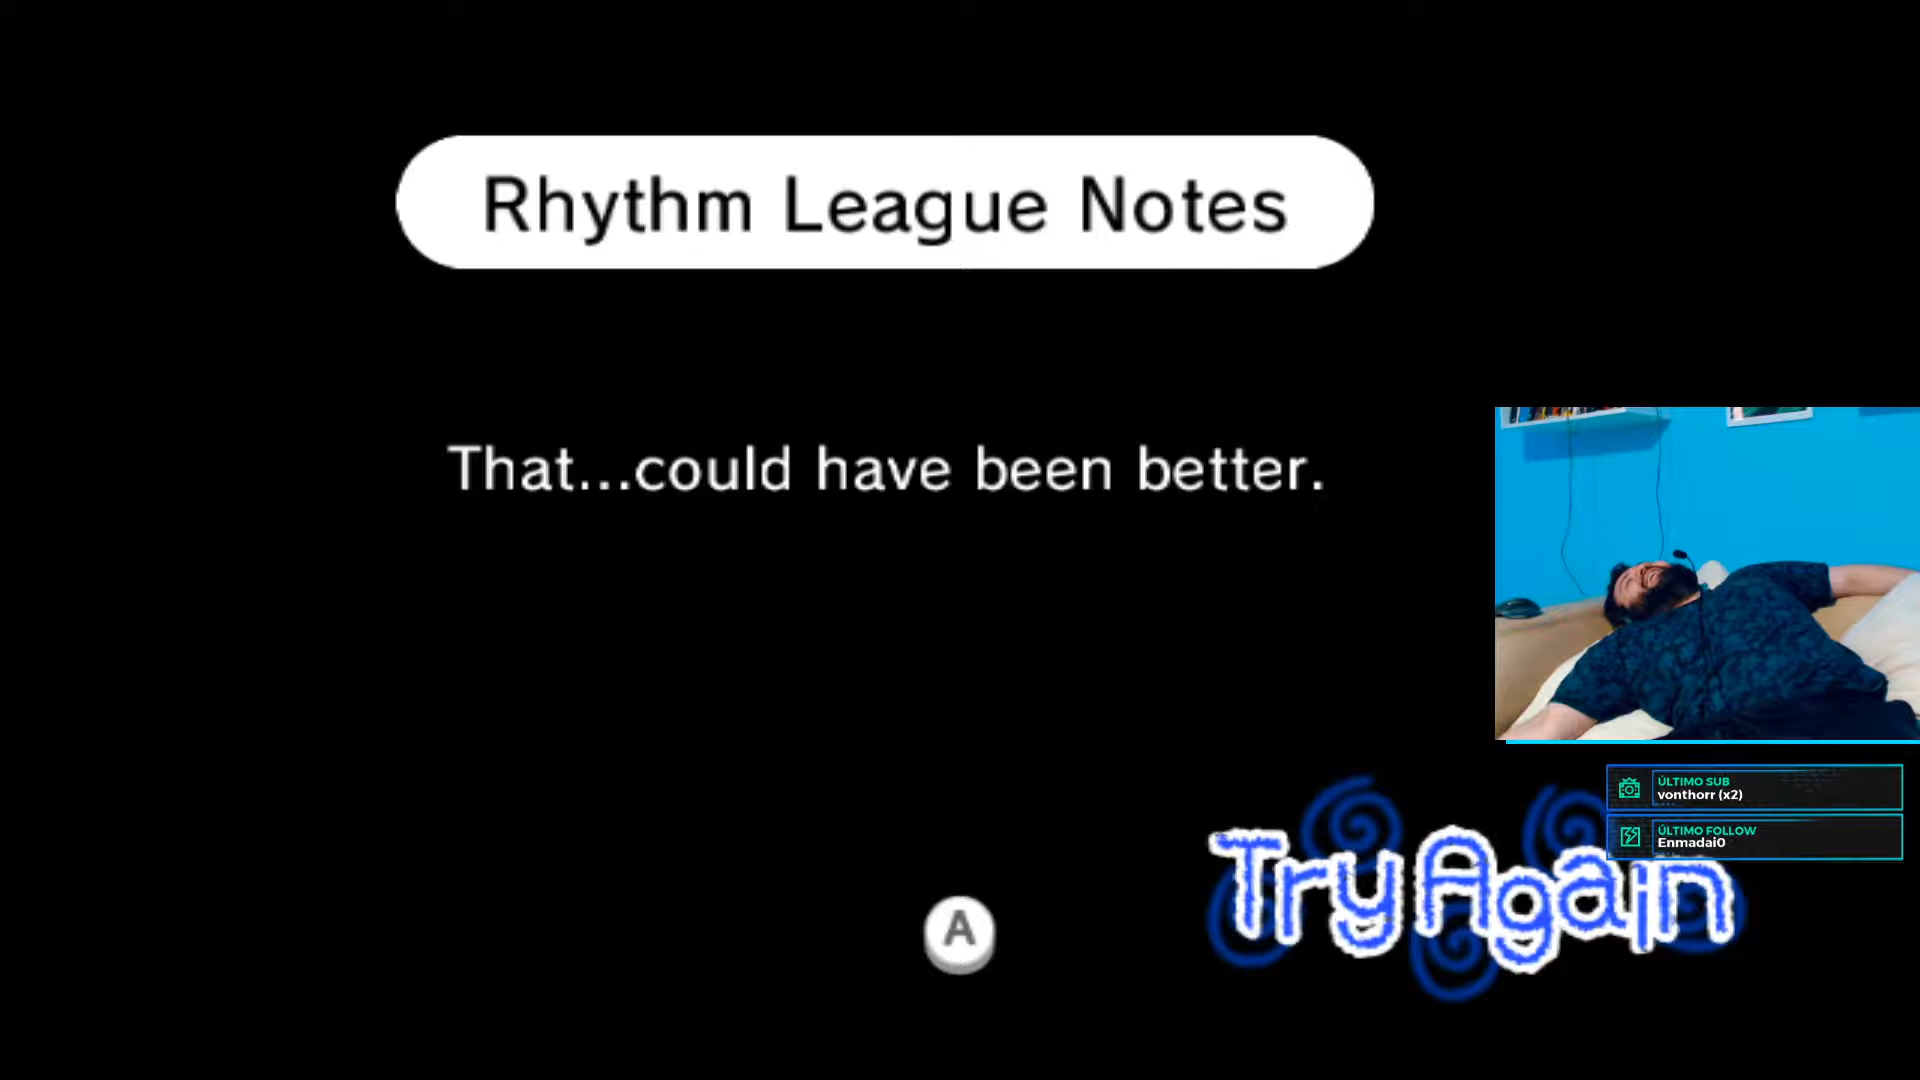 Rhythm League Notes
That...could have been better.
ÚLTIMO SUB
vonthorr (x2)
ÚLTIMO FOLLOW
Enmadai0
Try Again
A